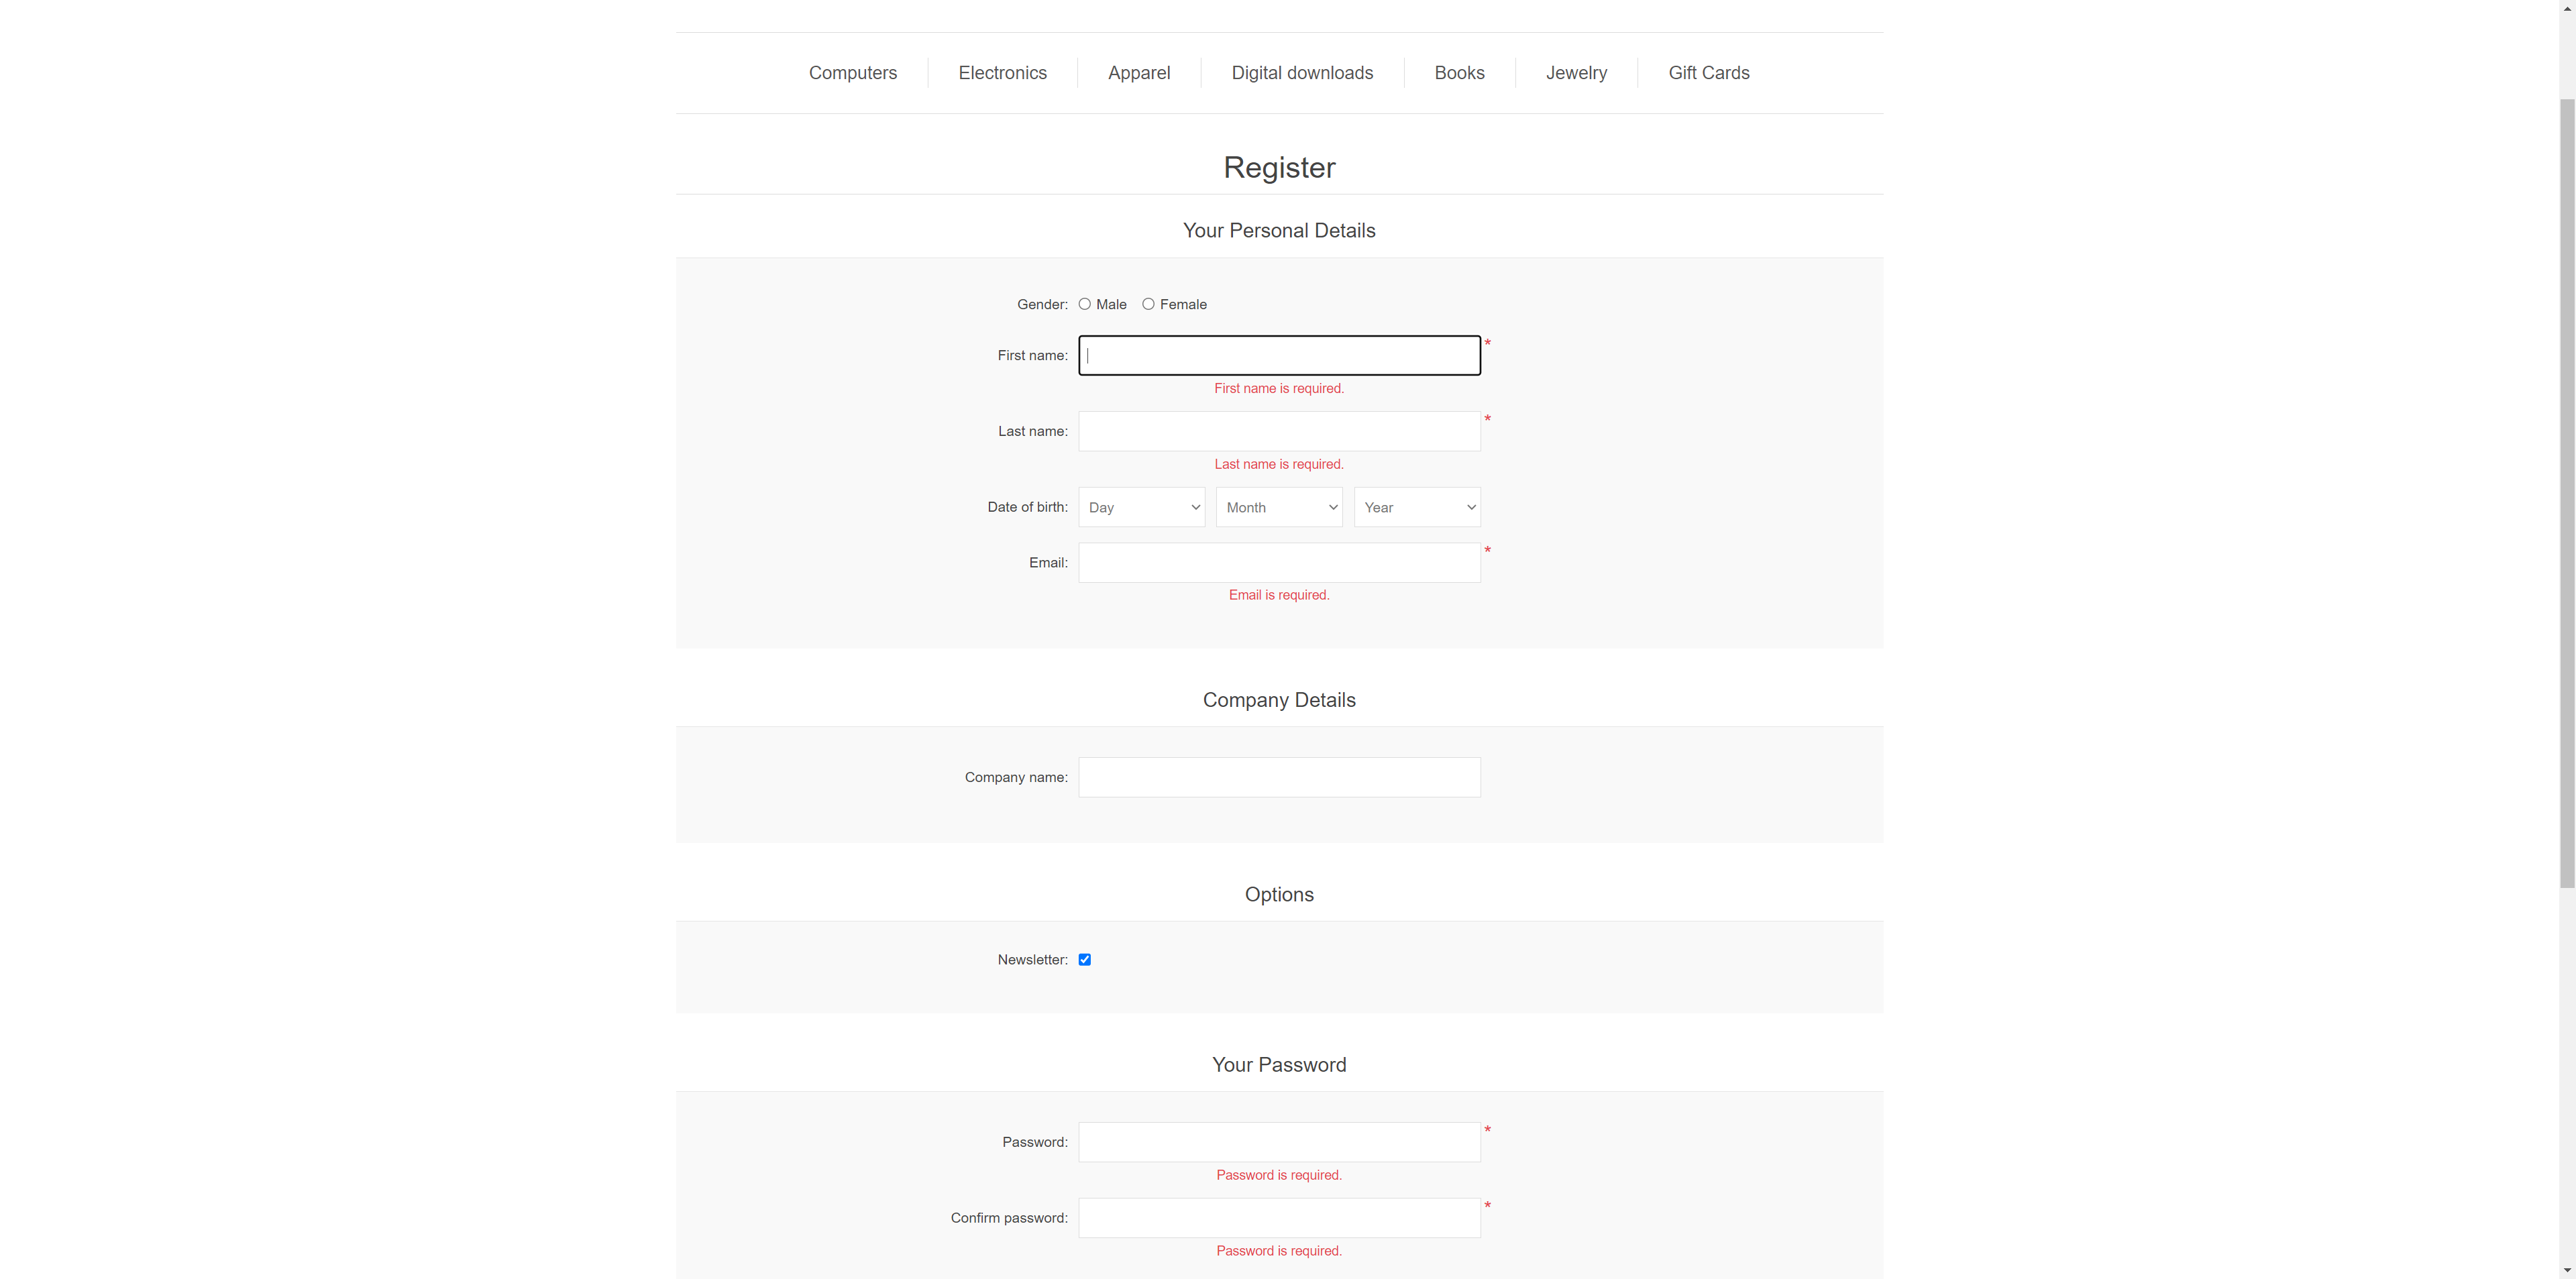 Computers Electronics Apparel Digital downloads Books Jewelry Gift Cards
Register
Your Personal Details
Gender: Male Female
First name: *
First name is required.
Last name: *
Last name is required.
Date of birth: Day Month Year
Email: *
Email is required.
Company Details
Company name:
Options
Newsletter:
Your Password
Password: *
Password is required.
Confirm password: *
Password is required.